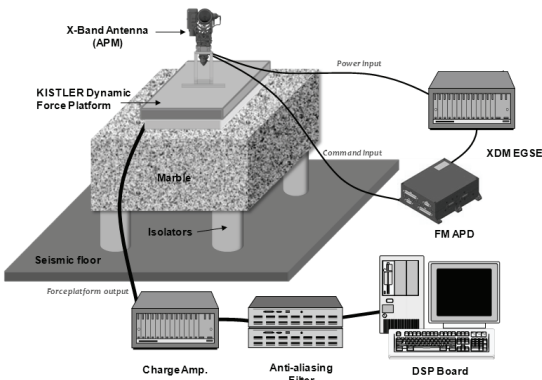 X-Band Antenna
(APM)
Power Input
KISTLER Dynamic
Force Platform
XDM EGSE
Command Input
Marble
FM APD
Isolators
Seismic floor
Forceplatform output
Charge Amp.
Anti-aliasing
Filter
DSP Board